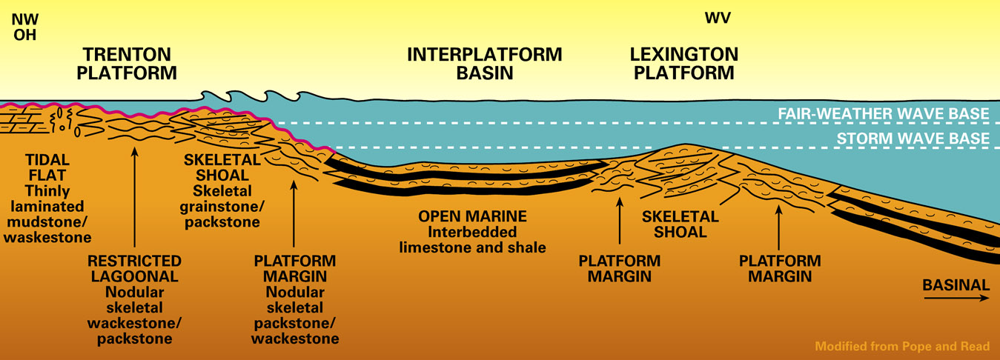 NW
OH
WV
TRENTON
PLATFORM
INTERPLATFORM
BASIN
LEXINGTON
PLATFORM
FAIR-WEATHER WAVE BASE
STORM WAVE BASE
TIDAL
FLAT
Thinly
laminated
mudstone/
waskestone
SKELETAL
SHOAL
Skeletal
grainstone/
packstone
OPEN MARINE
Interbedded
limestone and shale
SKELETAL
SHOAL
RESTRICTED
LAGOONAL
Nodular
skeletal
wackestone/
packstone
PLATFORM
MARGIN
Nodular
skeletal
packstone/
wackestone
PLATFORM
MARGIN
PLATFORM
MARGIN
BASINAL
Modified from Pope and Read